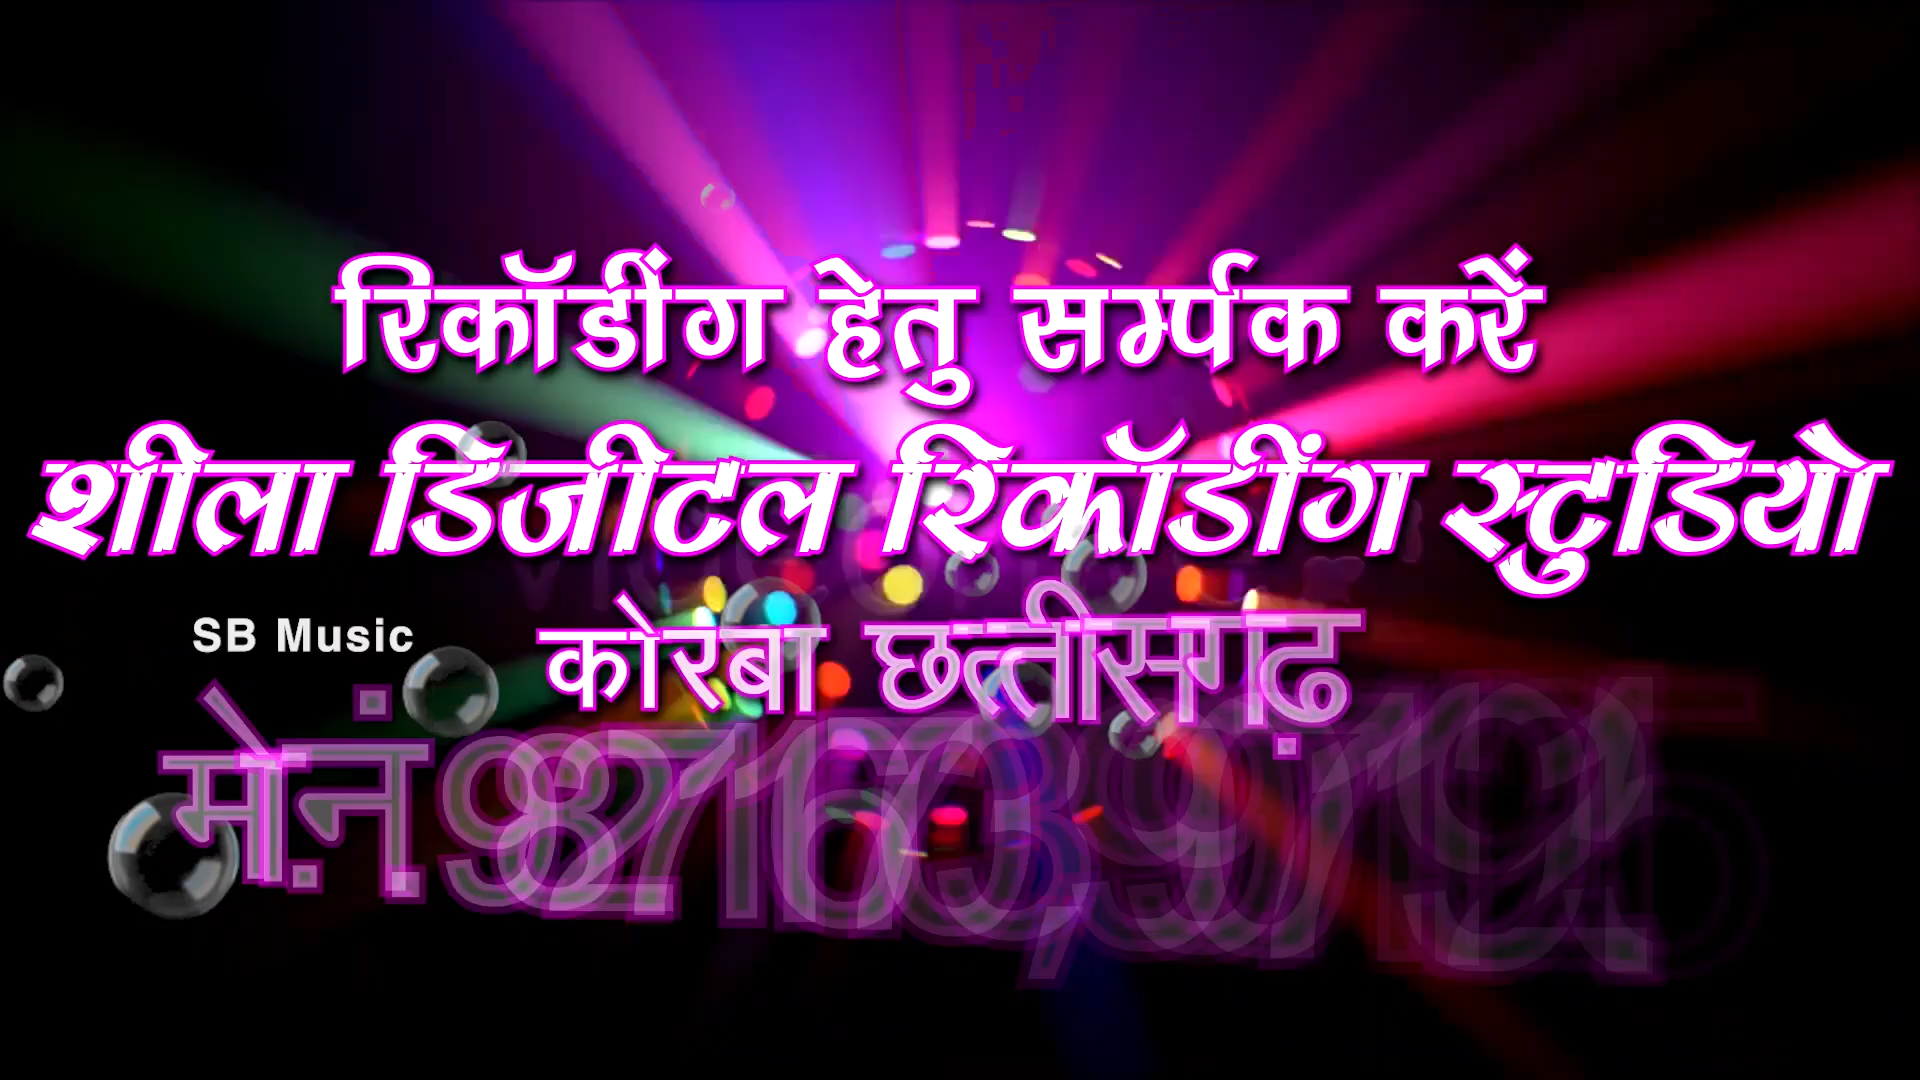 रिकॉर्डींग हेतु सर्म्पक करें
शीला डिजीटल रिकॉर्डींग स्टुडियो
SB Music
कोरबा छत्तीसगढ़
मो.नं.